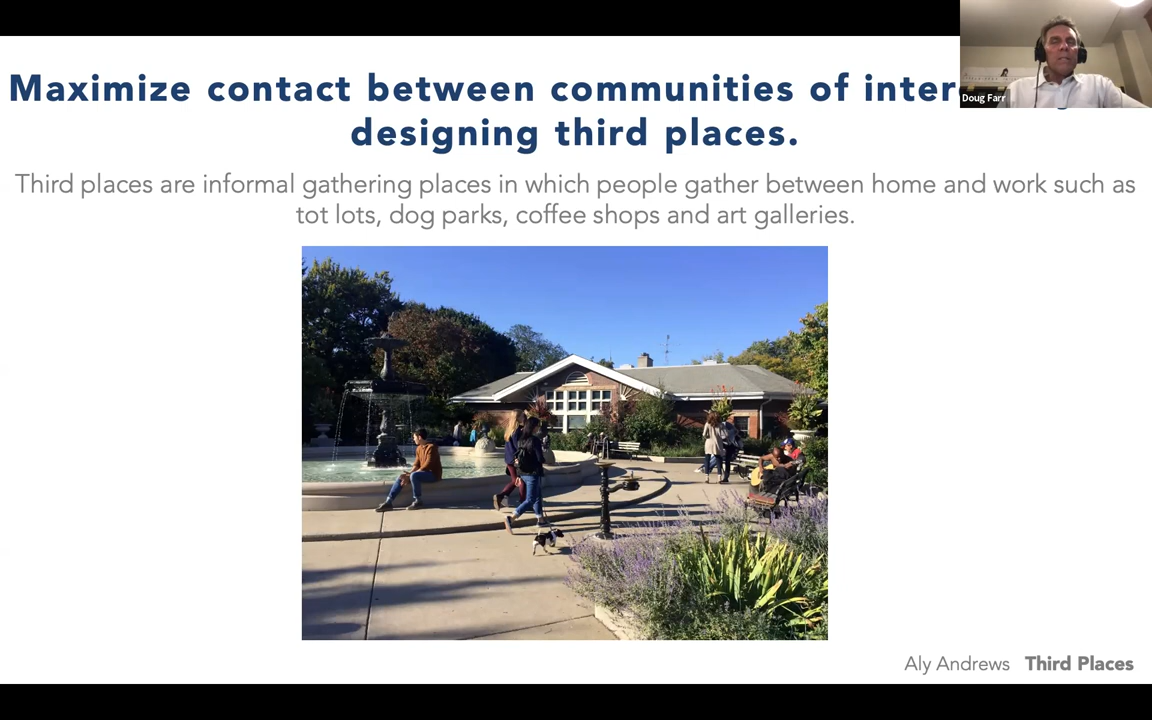 Maximize contact between communities of inter
designing third places.
Third places are informal gathering places in which people gather between home and work such as
tot lots, dog parks, coffee shops and art galleries.
Doug Farr
Aly Andrews Third Places